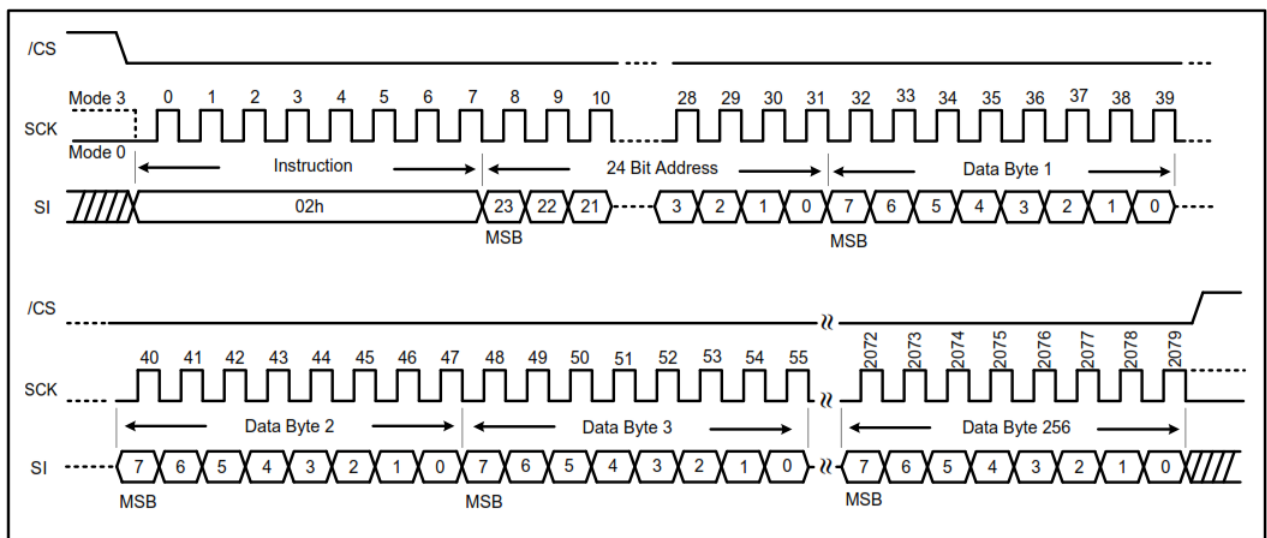 /CS
Mode 3 0 1 2 3 4 5 6 7 8 9 10 28 29 30 31 32 33 34 35 36 37 38 39
SCK
Mode 0
Instruction 24 Bit Address Data Byte 1
SI 02h 23 22 21 3 2 1 0 7 6 5 4 3 2 1 0
MSB MSB
/CS
40 41 42 43 44 45 46 47 48 49 50 51 52 53 54 55 2072 2073 2074 2075 2076 2077 2078 2079
SCK
Data Byte 2 Data Byte 3 Data Byte 256
SI 7 6 5 4 3 2 1 0 7 6 5 4 3 2 1 0 7 6 5 4 3 2 1 0
MSB MSB MSB